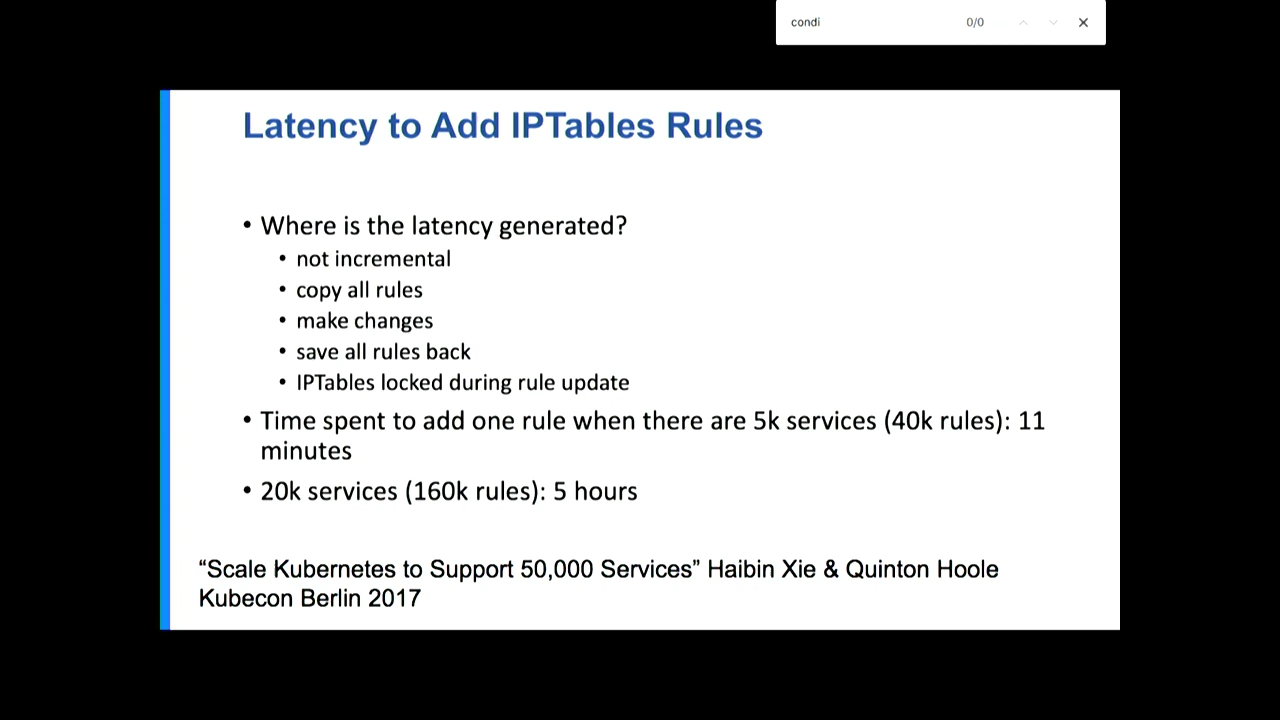 condi 0/0
Latency to Add IPTables Rules
• Where is the latency generated?
• not incremental
• copy all rules
• make changes
• save all rules back
• IPTables locked during rule update
• Time spent to add one rule when there are 5k services (40k rules): 11
minutes
• 20k services (160k rules): 5 hours
“Scale Kubernetes to Support 50,000 Services” Haibin Xie & Quinton Hoole
Kubecon Berlin 2017